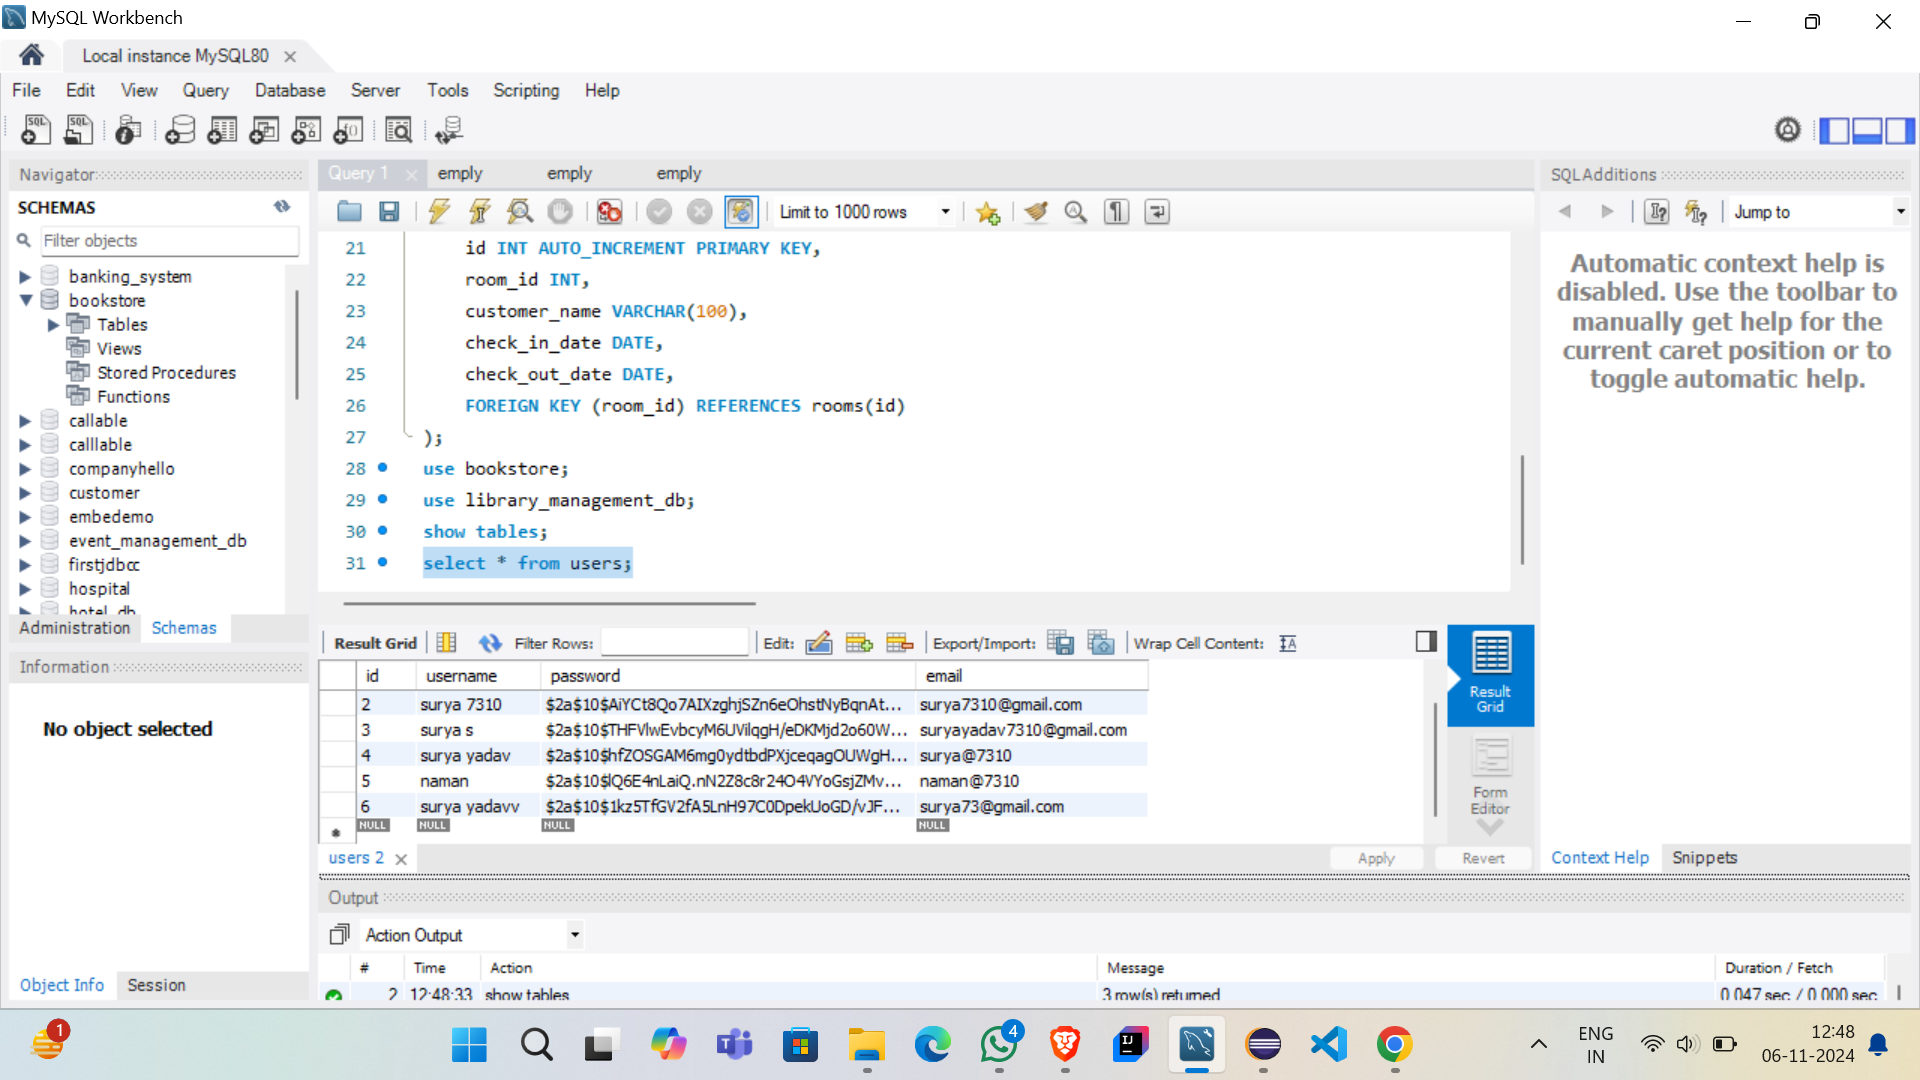 MySQL Workbench
Local instance MySQL80
File Edit View Query Database Server Tools Scripting Help
Navigator
SCHEMAS
Filter objects
banking_system
bookstore
Tables
Views
Stored Procedures
Functions
callable
calllable
companyhello
customer
embedemo
event_management_db
firstjdbcc
hospital
hotel_db
Administration Schemas
Information
No object selected
Object Info Session
Query 1 emply emply emply
Limit to 1000 rows
21 id INT AUTO_INCREMENT PRIMARY KEY,
22 room_id INT,
23 customer_name VARCHAR(100),
24 check_in_date DATE,
25 check_out_date DATE,
26 FOREIGN KEY (room_id) REFERENCES rooms(id)
27 );
28 use bookstore;
29 use library_management_db;
30 show tables;
31 select * from users;
Result Grid Filter Rows: Edit: Export/Import: Wrap Cell Content:
id username password email
2 surya 7310 $2a$10$AiYCt8Qo7AIXzghjSZn6eOhstNyBqnAt... surya7310@gmail.com
3 surya s $2a$10$THFVlwEvbcyM6UVilqgH/eDKMjd2o60W... suryayadav7310@gmail.com
4 surya yadav $2a$10$hfZOSGAM6mg0ydtbdPXjceqagOUWgH... surya@7310
5 naman $2a$10$lQ6E4nLaiQ.nN2Z8c8r24O4VYoGsjZMv... naman@7310
6 surya yadavv $2a$10$1kz5TfGV2fA5LnH97C0DpekUoGD/vJF... surya73@gmail.com
NULL NULL NULL NULL
Result
Grid
Form
Editor
users 2
Apply Revert
SQLAdditions
Jump to
Automatic context help is
disabled. Use the toolbar to
manually get help for the
current caret position or to
toggle automatic help.
Context Help Snippets
Output
Action Output
# Time Action Message Duration / Fetch
2 12:48:33 show tables 3 row(s) returned 0.047 sec / 0.000 sec
1
4
ENG
IN
12:48
06-11-2024